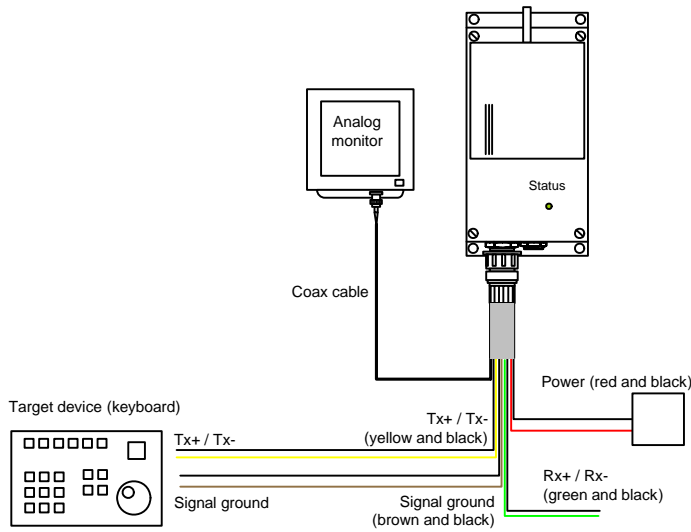 Analog
monitor
Status
Coax cable
Power (red and black)
Target device (keyboard)
Tx+ / Tx-
(yellow and black)
Tx+ / Tx-
Rx+ / Rx-
(green and black)
Signal ground
Signal ground
(brown and black)